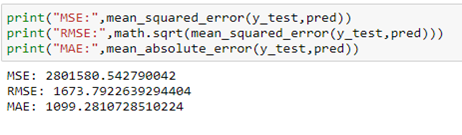 print("MSE:",mean_squared_error(y_test,pred))
print("RMSE:",math.sqrt(mean_squared_error(y_test,pred)))
print("MAE:",mean_absolute_error(y_test,pred))
MSE: 2801580.542790042
RMSE: 1673.7922639294404
MAE: 1099.2810728510224